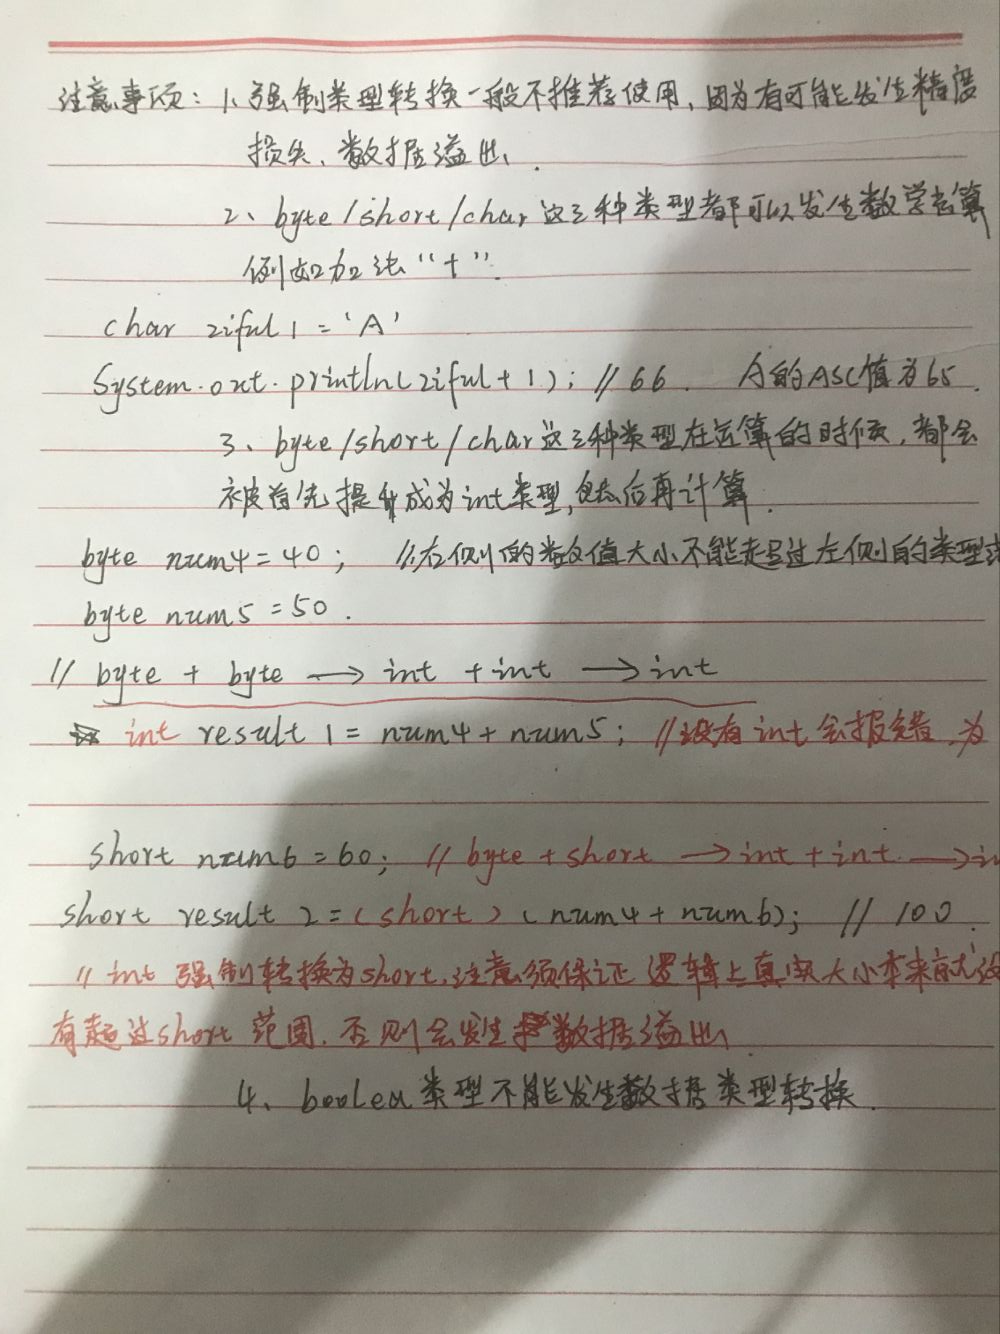 注意事项：1、强制类型转换一般不推荐使用，因为有可能发生精度
损失、数据溢出、.
2、byte/short/char这三种类型都可以发生数学运算
例如加法“+”.
char ziful1 = 'A'
System.out.println(ziful+1); //66. A的ASC值为65.
3、byte/short/char这三种类型在运算的时候，都会
被首先提升成为int类型，然后再计算.
byte num4=40; //右侧的数值大小不能超过左侧的类型
byte num5=50.
// byte + byte → int + int → int
int result1 = num4+num5; //没有int会报错，为
short num6=60; // byte+short → int+int. →
short result2=(short)(num4+num6); // 100.
// int 强制转换为short,注意须保证逻辑上真实大小本来就没
有超过short范围.否则会发生数据溢出
4、boolea类型不能发生数据类型转换.